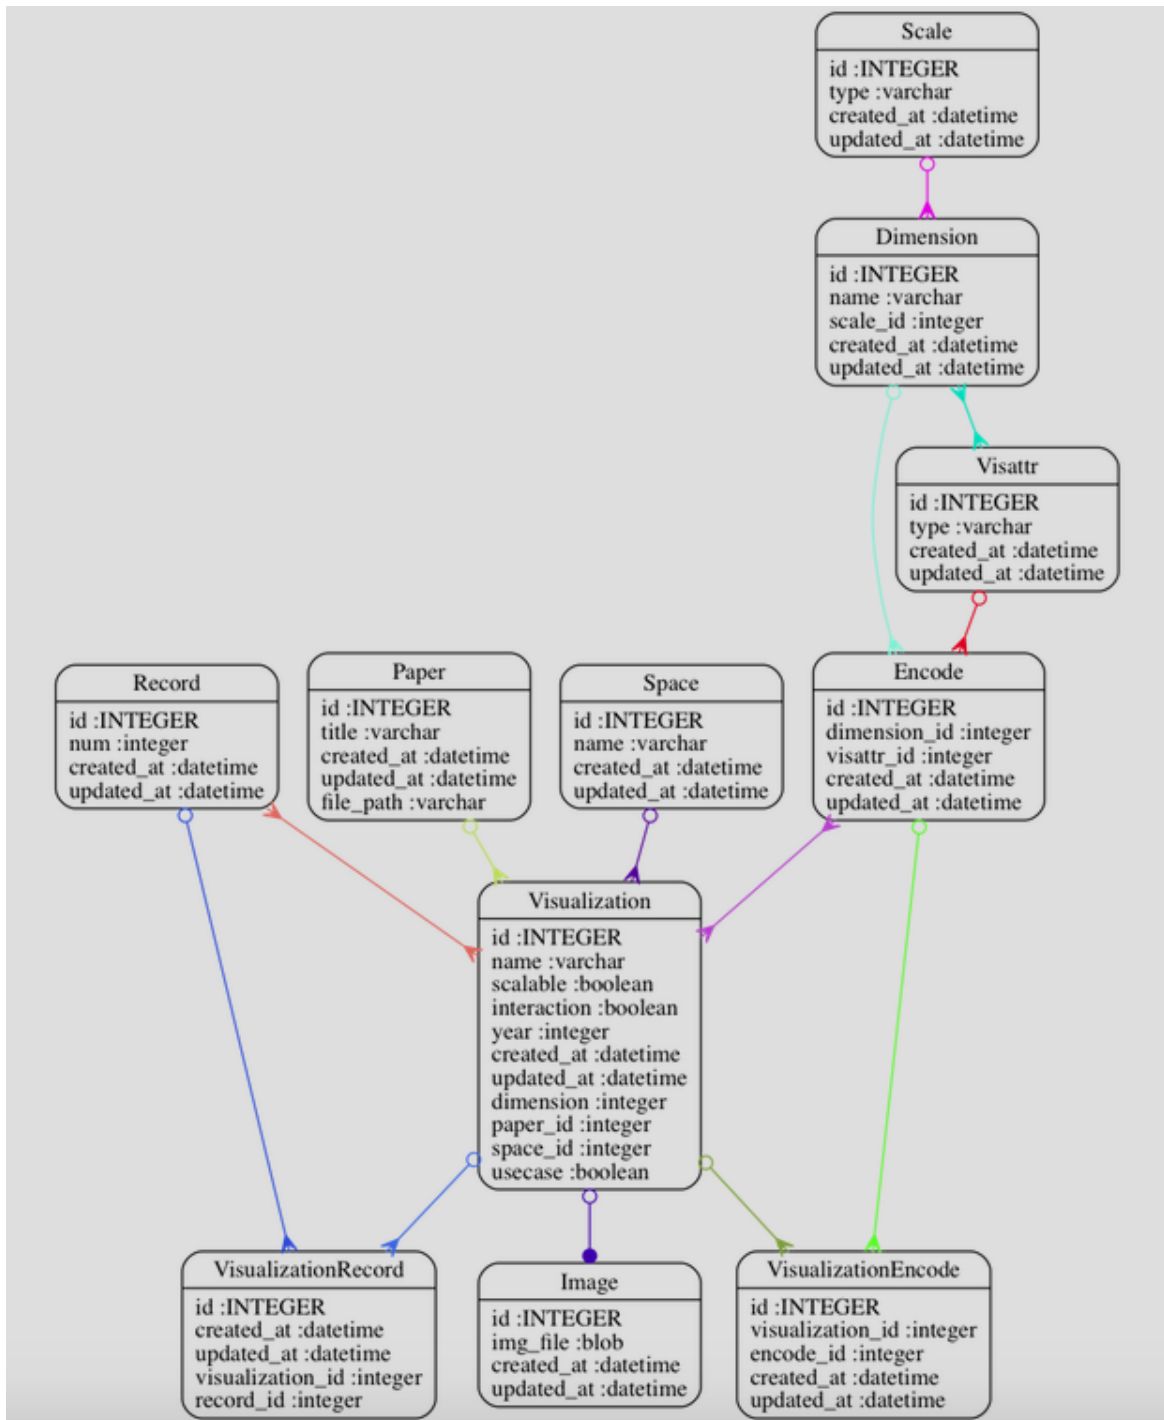 Scale
id :INTEGER
type :varchar
created_at :datetime
updated_at :datetime
Dimension
id :INTEGER
name :varchar
scale_id :integer
created_at :datetime
updated_at :datetime
Visattr
id :INTEGER
type :varchar
created_at :datetime
updated_at :datetime
Record
id :INTEGER
num :integer
created_at :datetime
updated_at :datetime
Paper
id :INTEGER
title :varchar
created_at :datetime
updated_at :datetime
file_path :varchar
Space
id :INTEGER
name :varchar
created_at :datetime
updated_at :datetime
Encode
id :INTEGER
dimension_id :integer
visattr_id :integer
created_at :datetime
updated_at :datetime
Visualization
id :INTEGER
name :varchar
scalable :boolean
interaction :boolean
year :integer
created_at :datetime
updated_at :datetime
dimension :integer
paper_id :integer
space_id :integer
usecase :boolean
VisualizationRecord
id :INTEGER
created_at :datetime
updated_at :datetime
visualization_id :integer
record_id :integer
Image
id :INTEGER
img_file :blob
created_at :datetime
updated_at :datetime
VisualizationEncode
id :INTEGER
visualization_id :integer
encode_id :integer
created_at :datetime
updated_at :datetime